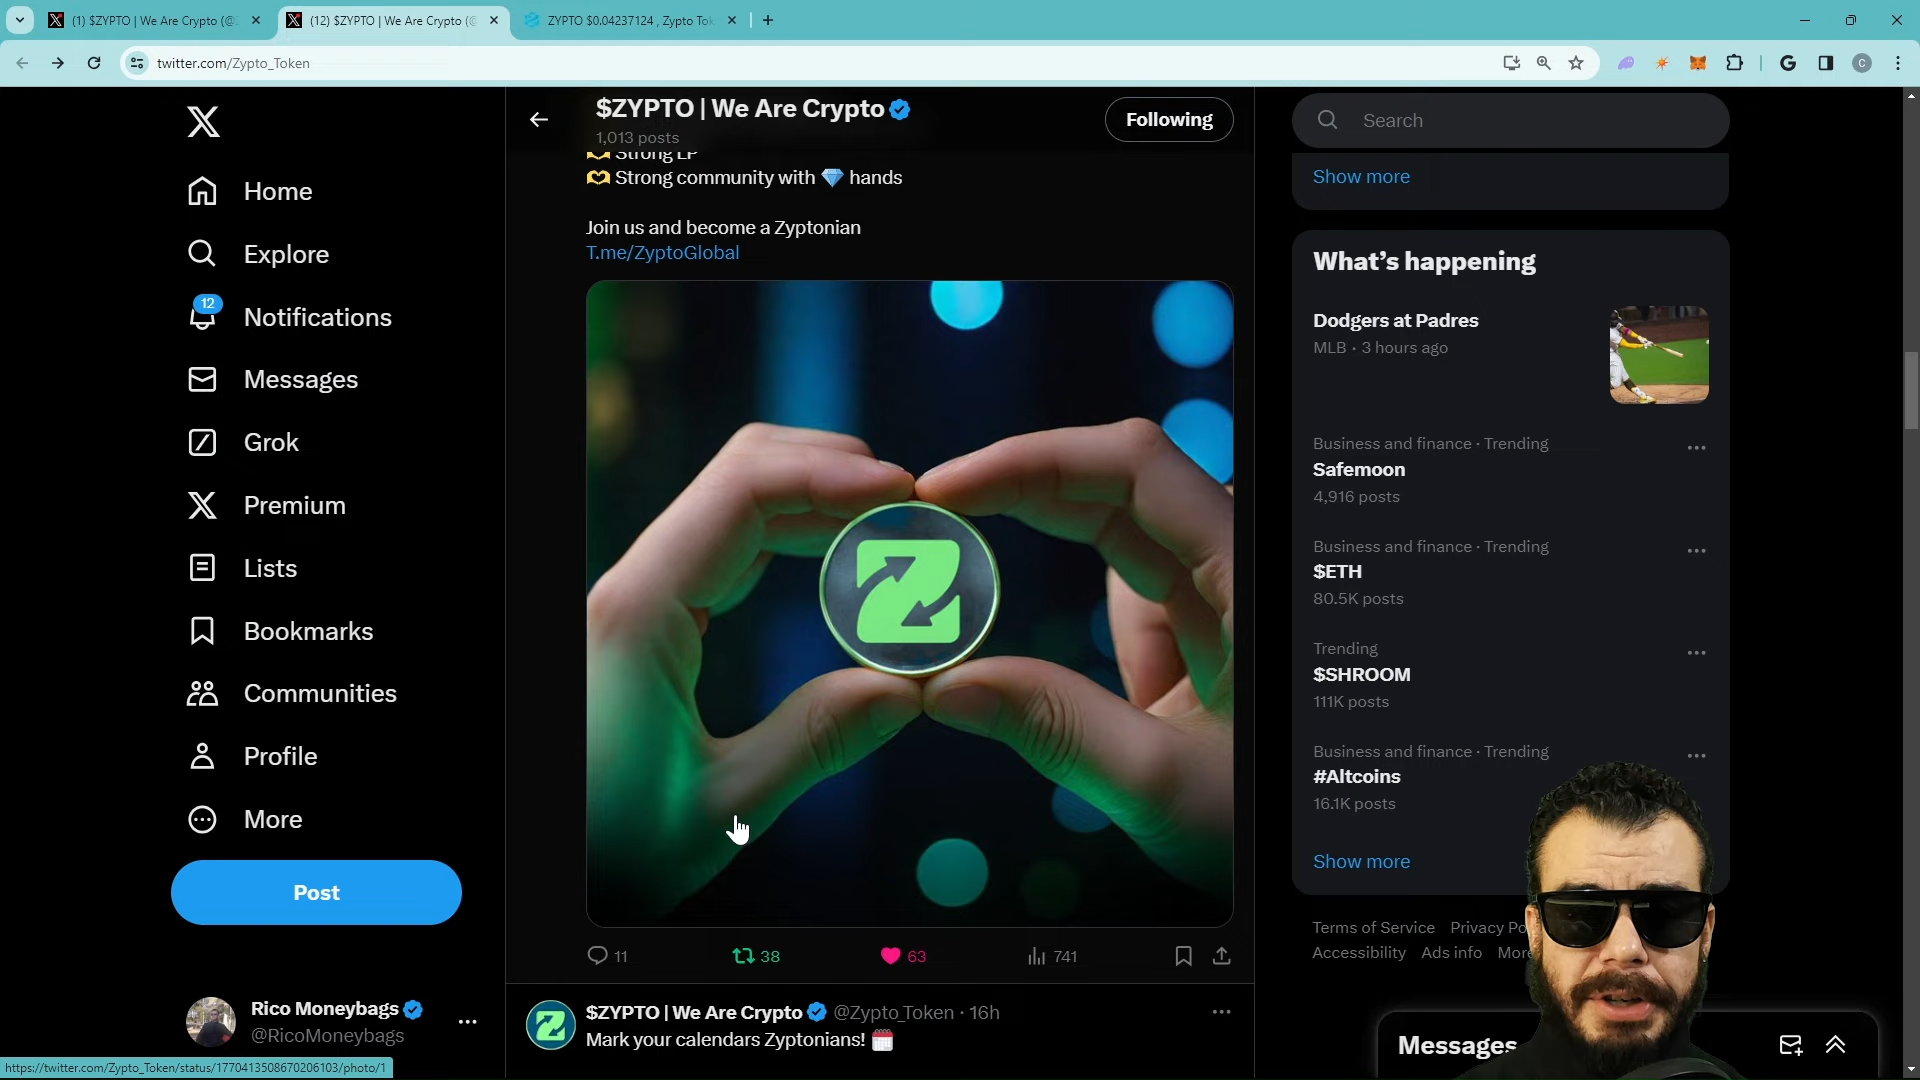 (1) $ZYPTO | We Are Crypto (@
(12) $ZYPTO | We Are Crypto (@
ZYPTO $0.04237124 , Zypto Tok
twitter.com/Zypto_Token
C
$ZYPTO | We Are Crypto
1,013 posts
Following
Search
Home
Explore
12
Notifications
Messages
Grok
Premium
Lists
Bookmarks
Communities
Profile
More
Post
Rico Moneybags
@RicoMoneybags
Strong LP
Strong community with 💎 hands
Join us and become a Zyptonian
T.me/ZyptoGlobal
11
38
63
741
$ZYPTO | We Are Crypto @Zypto_Token · 16h
Mark your calendars Zyptonians!
Show more
What's happening
Dodgers at Padres
MLB · 3 hours ago
Business and finance · Trending
Safemoon
4,916 posts
Business and finance · Trending
$ETH
80.5K posts
Trending
$SHROOM
111K posts
Business and finance · Trending
#Altcoins
16.1K posts
Show more
Terms of Service Privacy Po
Accessibility Ads info More
Messages
https://twitter.com/Zypto_Token/status/1770413508670206103/photo/1